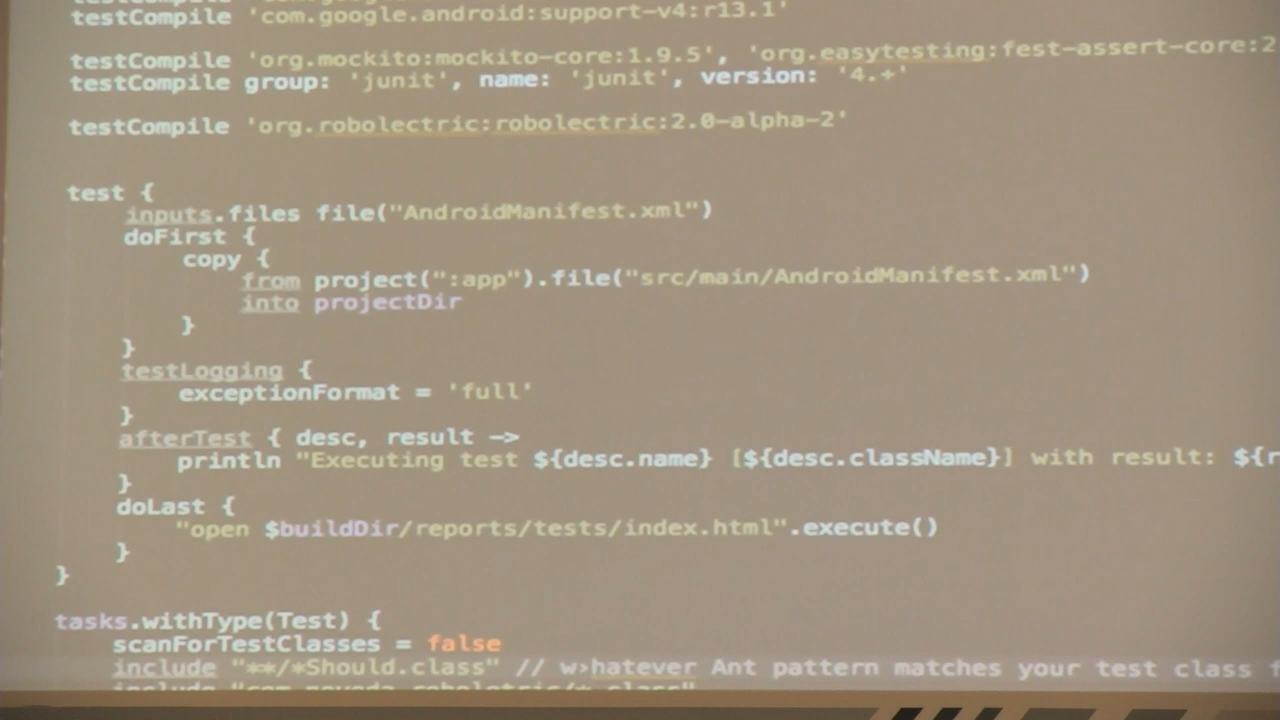 testCompile 'com.google.android:support-v4:r13.1'
testCompile 'org.mockito:mockito-core:1.9.5', 'org.easytesting:fest-assert-core:2
testCompile group: 'junit', name: 'junit', version: '4.+'
testCompile 'org.robolectric:robolectric:2.0-alpha-2'
test {
inputs.files file("AndroidManifest.xml")
doFirst {
copy {
from project(":app").file("src/main/AndroidManifest.xml")
into projectDir
}
}
testLogging {
exceptionFormat = 'full'
}
afterTest { desc, result ->
println "Executing test ${desc.name} [${desc.className}] with result: ${r
}
doLast {
"open $buildDir/reports/tests/index.html".execute()
}
}
tasks.withType(Test) {
scanForTestClasses = false
include "**/*Should.class" // w>hatever Ant pattern matches your test class f